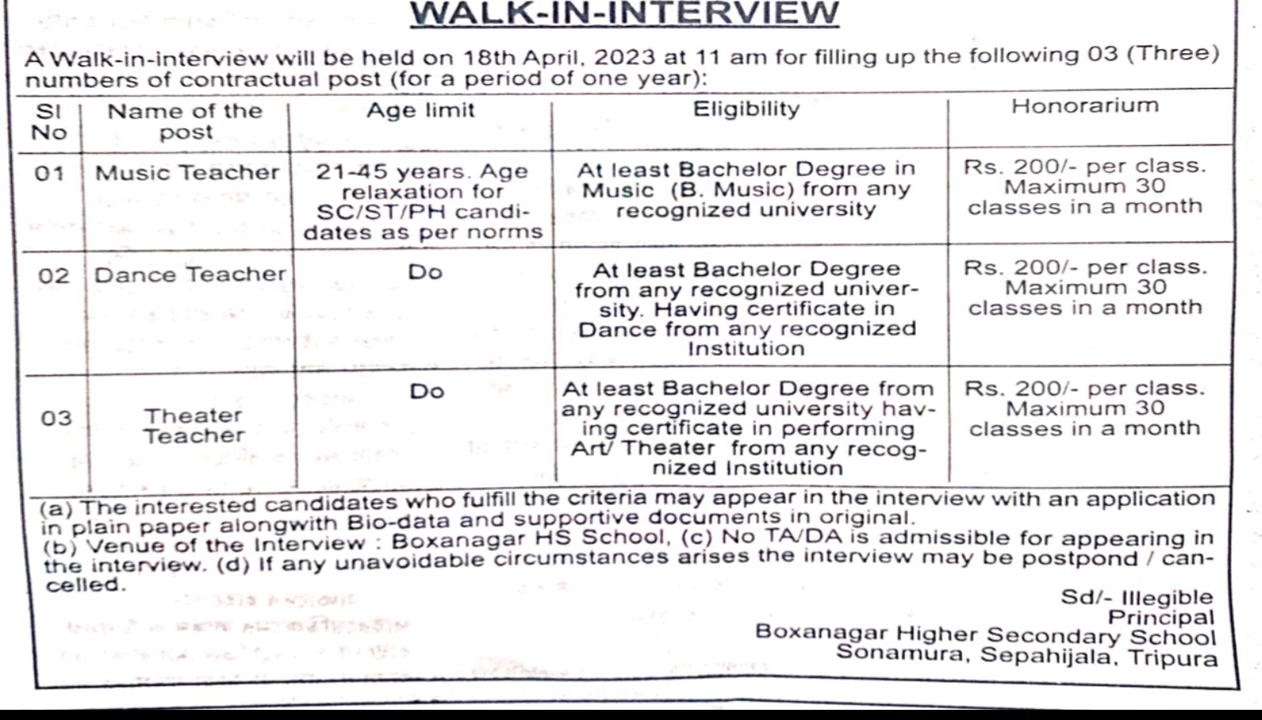 WALK-IN-INTERVIEW
A Walk-in-interview will be held on 18th April, 2023 at 11 am for filling up the following 03 (Three)
numbers of contractual post (for a period of one year):
Sl No
Name of the post
Age limit
Eligibility
Honorarium
01
Music Teacher
21-45 years. Age
relaxation for
SC/ST/PH candi-
dates as per norms
At least Bachelor Degree in
Music (B. Music) from any
recognized university
Rs. 200/- per class.
Maximum 30
classes in a month
02
Dance Teacher
Do
At least Bachelor Degree
from any recognized univer-
sity. Having certificate in
Dance from any recognized
Institution
Rs. 200/- per class.
Maximum 30
classes in a month
03
Theater
Teacher
Do
At least Bachelor Degree from
any recognized university hav-
ing certificate in performing
Art/ Theater from any recog-
nized Institution
Rs. 200/- per class.
Maximum 30
classes in a month
(a) The interested candidates who fulfill the criteria may appear in the interview with an application
in plain paper alongwith Bio-data and supportive documents in original.
(b) Venue of the Interview : Boxanagar HS School, (c) No TA/DA is admissible for appearing in
the interview. (d) If any unavoidable circumstances arises the interview may be postpond / can-
celled.
Sd/- Illegible
Principal
Boxanagar Higher Secondary School
Sonamura, Sepahijala, Tripura